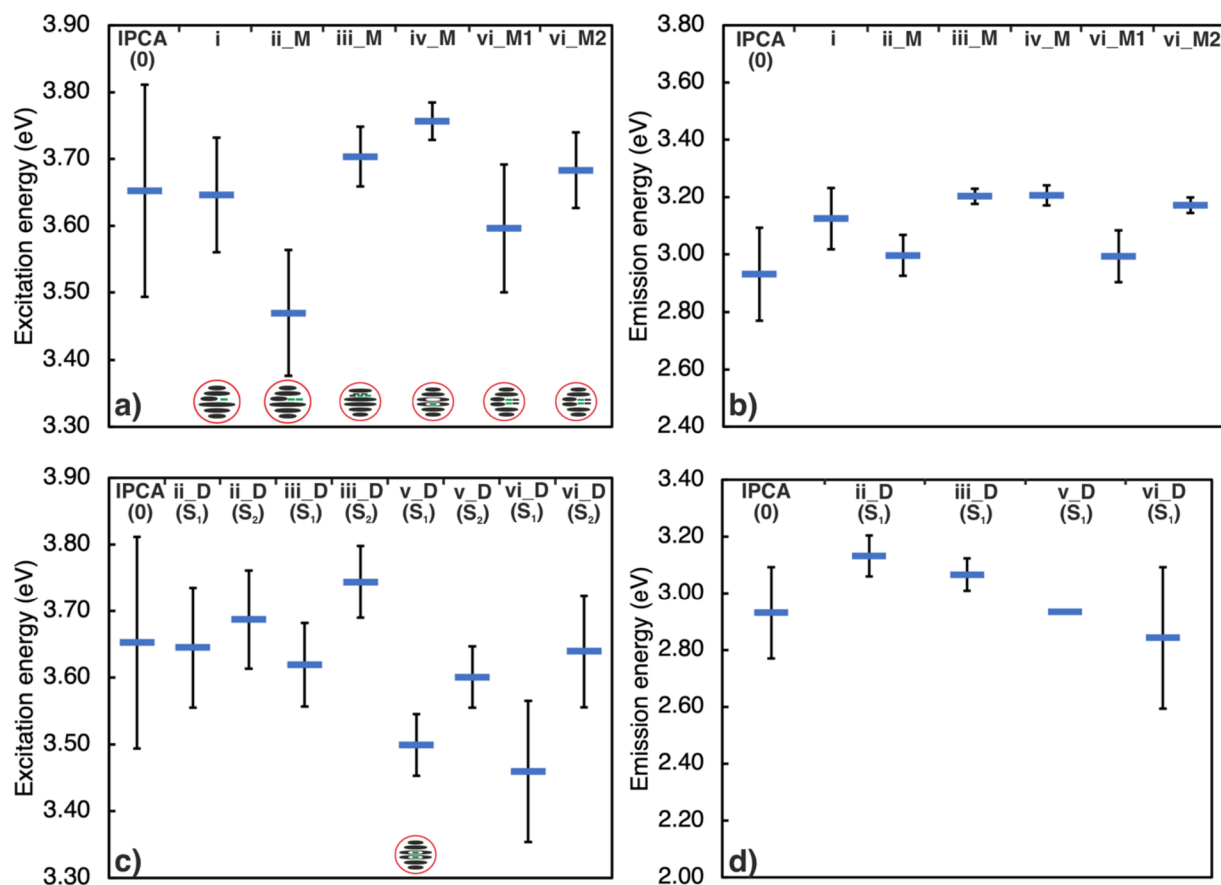 3.90
IPCA i ii_M iii_M iv_M vi_M1 vi_M2
(0)
3.80
3.70
3.60
3.50
3.40
3.30
Excitation energy (eV)
a)
3.80
IPCA i ii_M iii_M iv_M vi_M1 vi_M2
(0)
3.60
3.40
3.20
3.00
2.80
2.60
2.40
Emission energy (eV)
b)
3.90
IPCA ii_D ii_D iii_D iii_D v_D v_D vi_D vi_D
(0) (S₁) (S₂) (S₁) (S₂) (S₁) (S₂) (S₁) (S₂)
3.80
3.70
3.60
3.50
3.40
3.30
Excitation energy (eV)
c)
3.40
IPCA ii_D iii_D v_D vi_D
(0) (S₁) (S₁) (S₁) (S₁)
3.20
3.00
2.80
2.60
2.40
2.20
2.00
Emission energy (eV)
d)